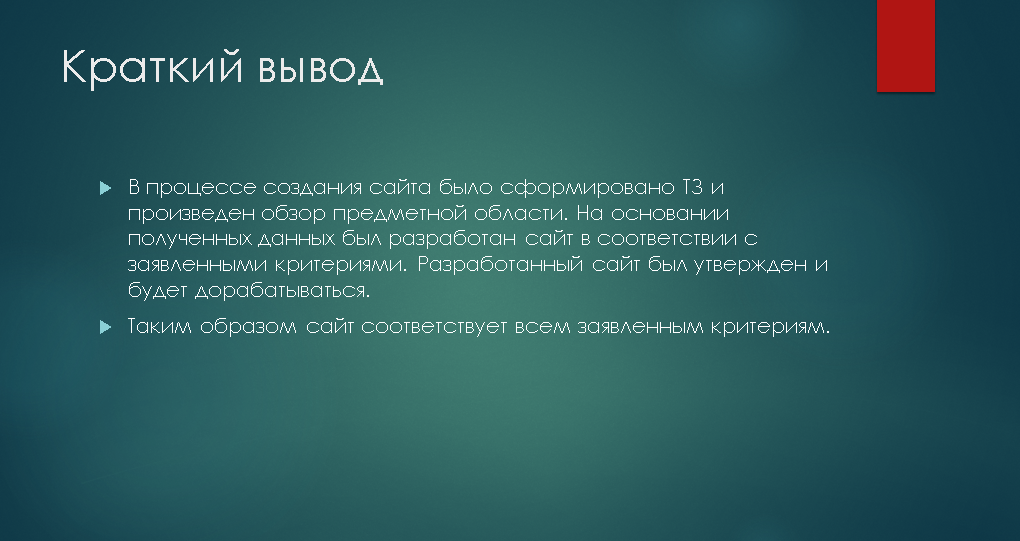 Краткий вывод
В процессе создания сайта было сформировано ТЗ и
произведен обзор предметной области. На основании
полученных данных был разработан сайт в соответствии с
заявленными критериями. Разработанный сайт был утвержден и
будет дорабатываться.
Таким образом сайт соответствует всем заявленным критериям.